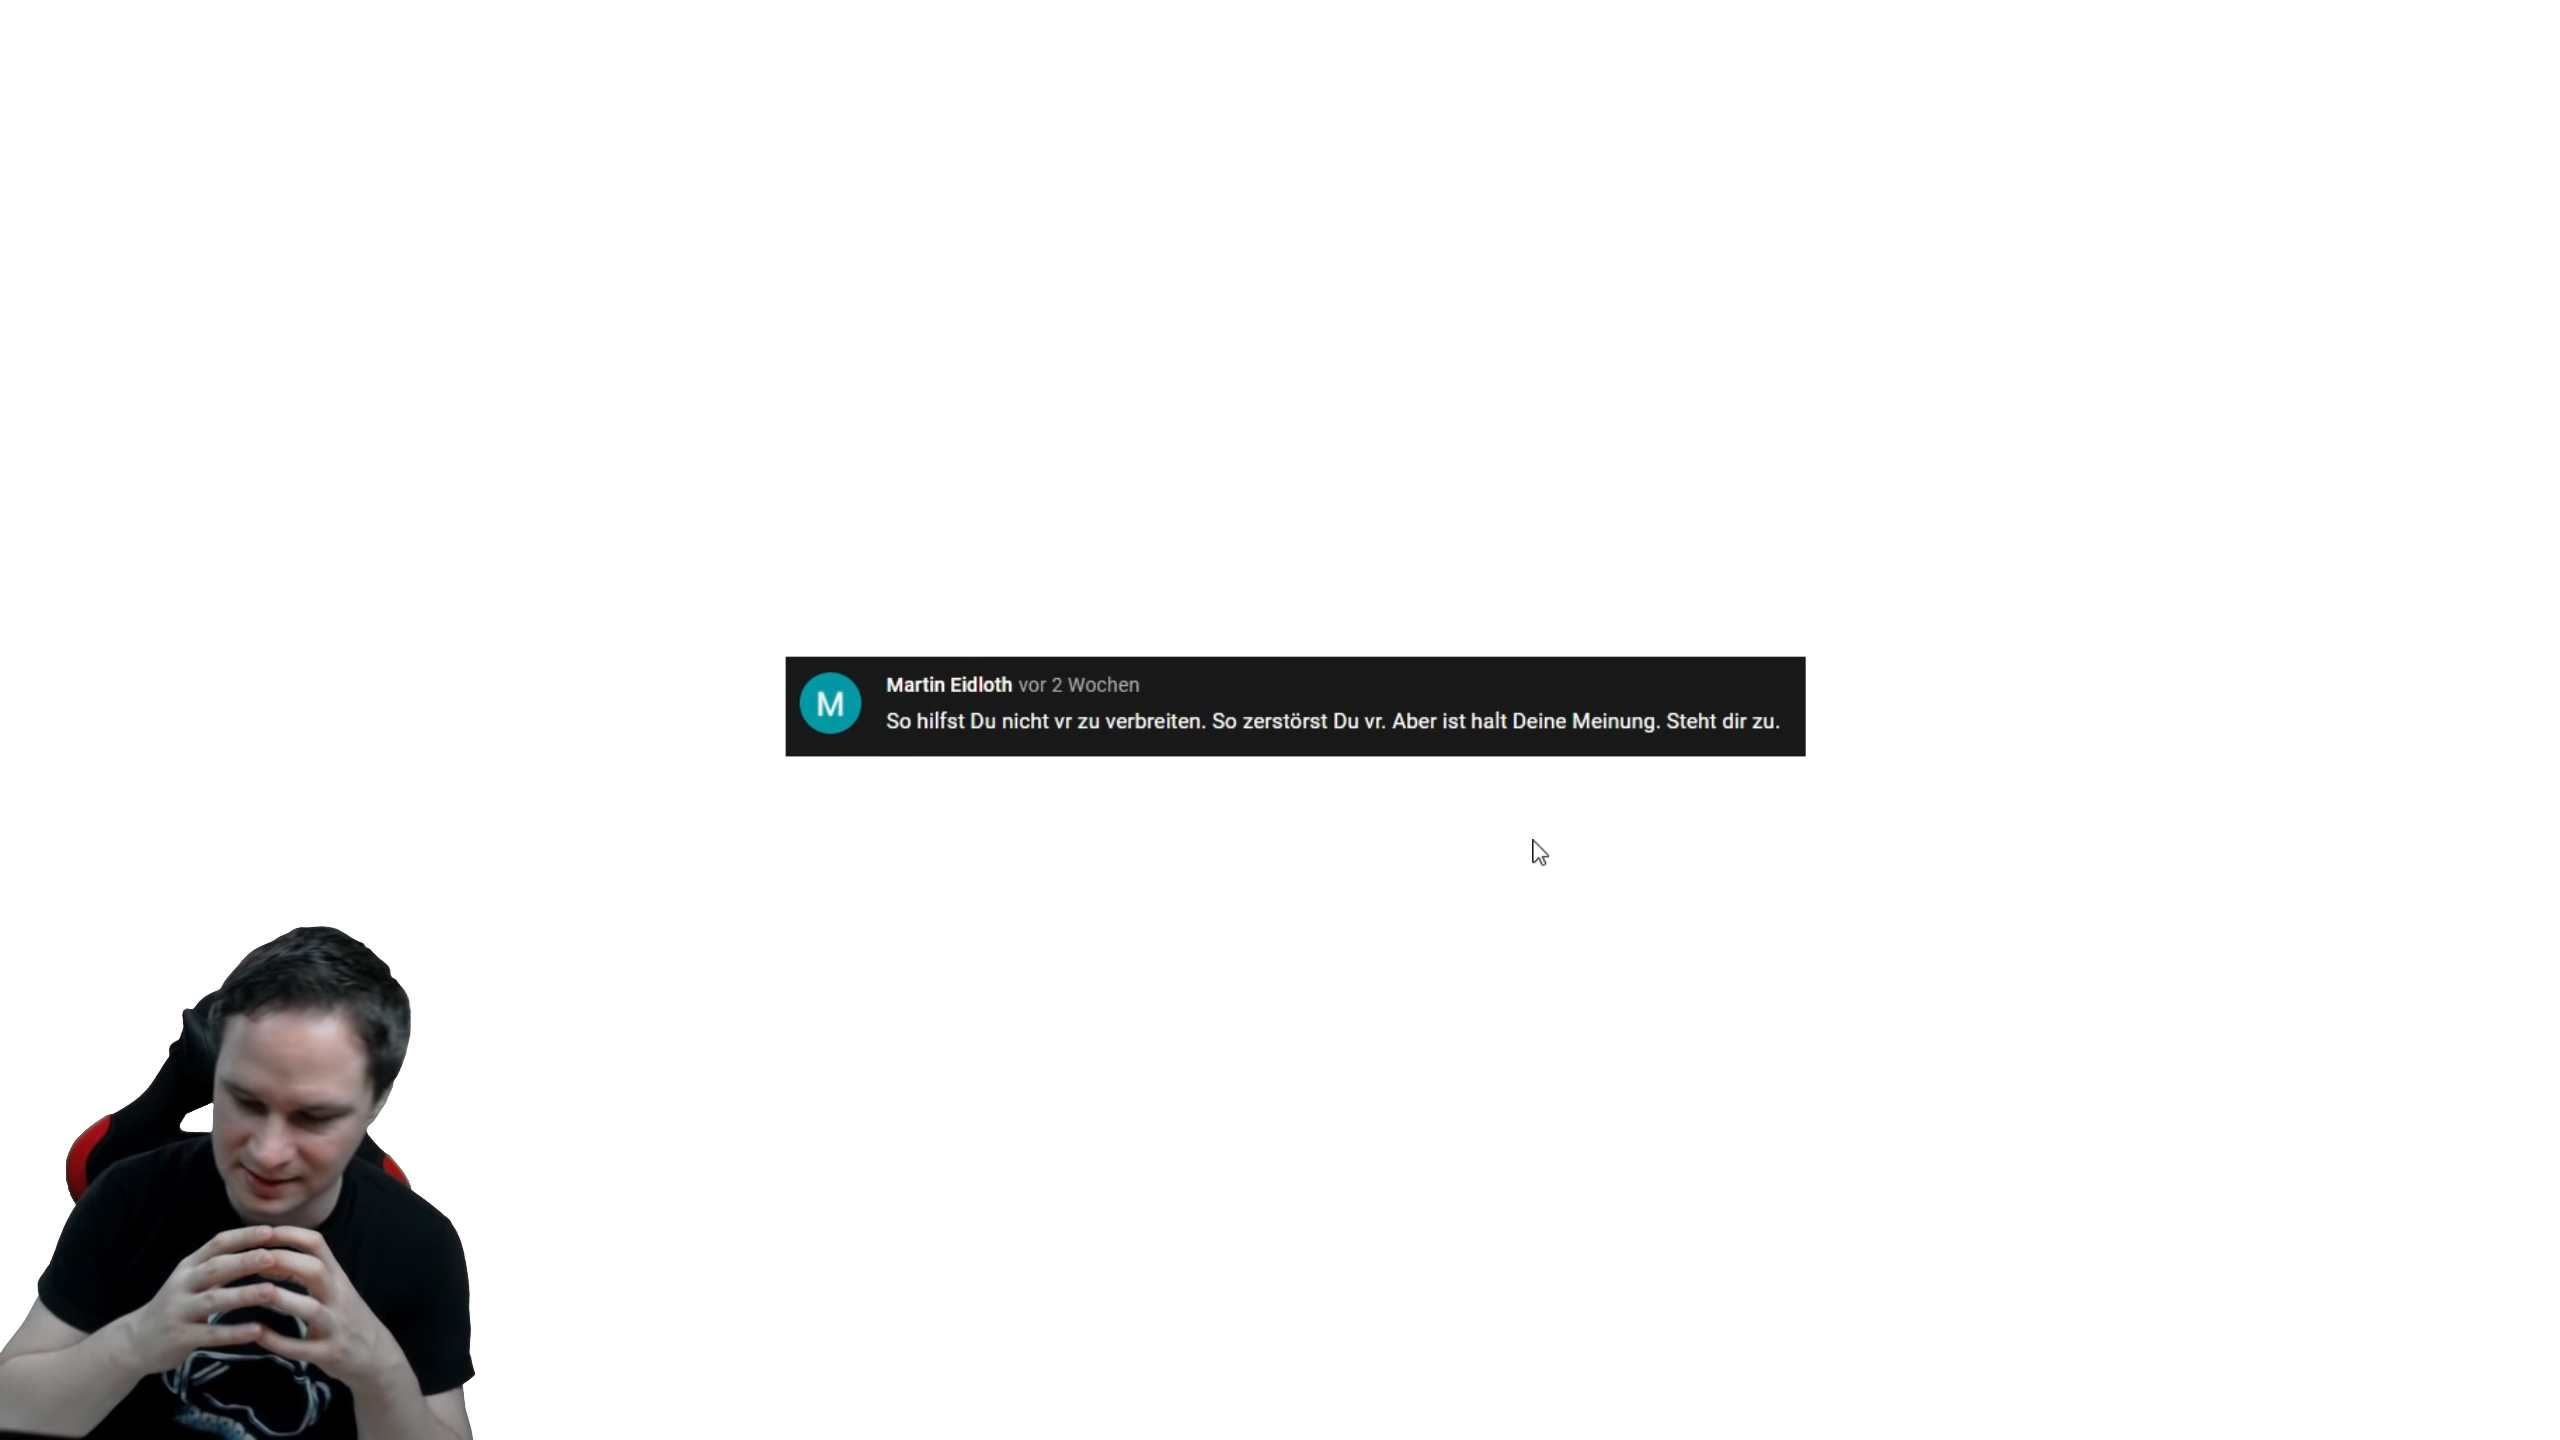 M
Martin Eidloth vor 2 Wochen
So hilfst Du nicht vr zu verbreiten. So zerstörst Du vr. Aber ist halt Deine Meinung. Steht dir zu.